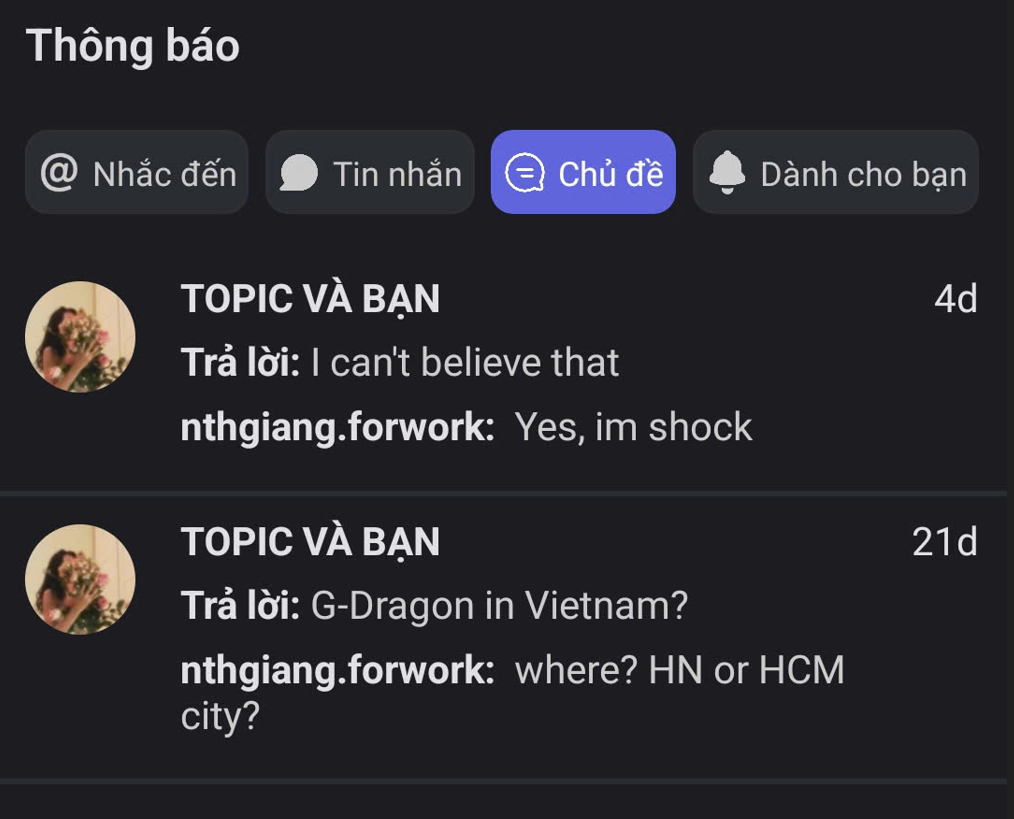 Thông báo
@ Nhắc đến
Tin nhắn
Chủ đề
Dành cho bạn
TOPIC VÀ BẠN
4d
Trả lời: I can't believe that
nthgiang.forwork: Yes, im shock
TOPIC VÀ BẠN
21d
Trả lời: G-Dragon in Vietnam?
nthgiang.forwork: where? HN or HCM
city?